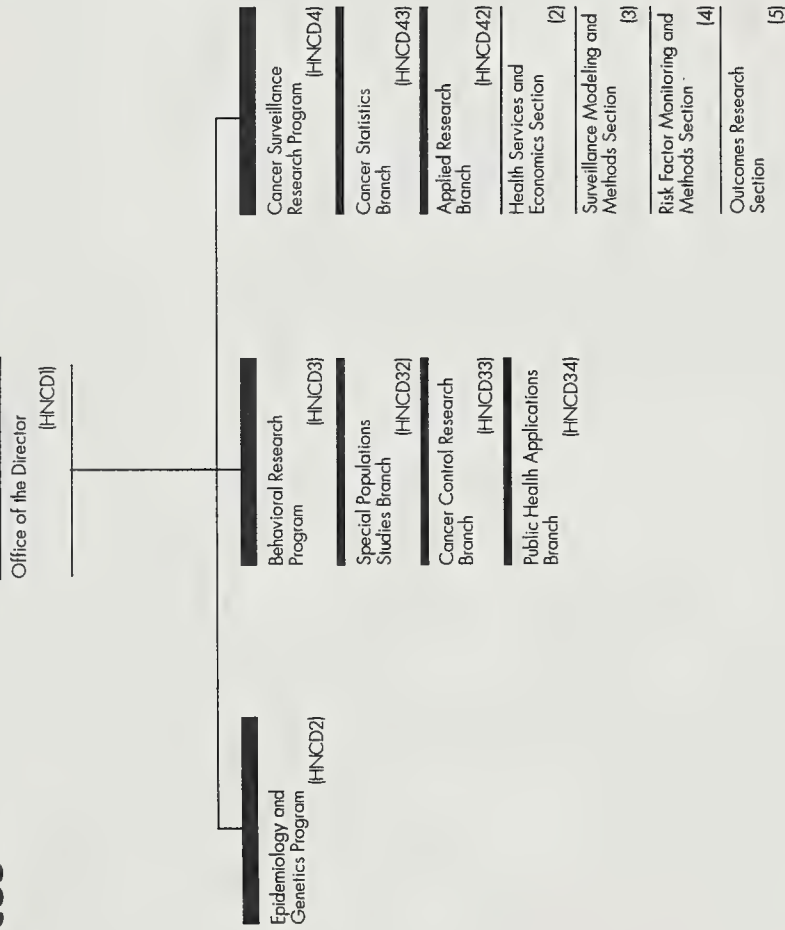 Office of the Director
(HNCD1)
Epidemiology and
Genetics Program
(HNCD2)
Behavioral Research
Program
(HNCD3)
Special Populations
Studies Branch
(HNCD32)
Cancer Control Research
Branch
(HNCD33)
Public Health Applications
Branch
(HNCD34)
Cancer Surveillance
Research Program
(HNCD4)
Cancer Statistics
Branch
(HNCD43)
Applied Research
Branch
(HNCD42)
Health Services and
Economics Section
(2)
Surveillance Modeling and
Methods Section
(3)
Risk Factor Monitoring and
Methods Section
(4)
Outcomes Research
Section
(5)